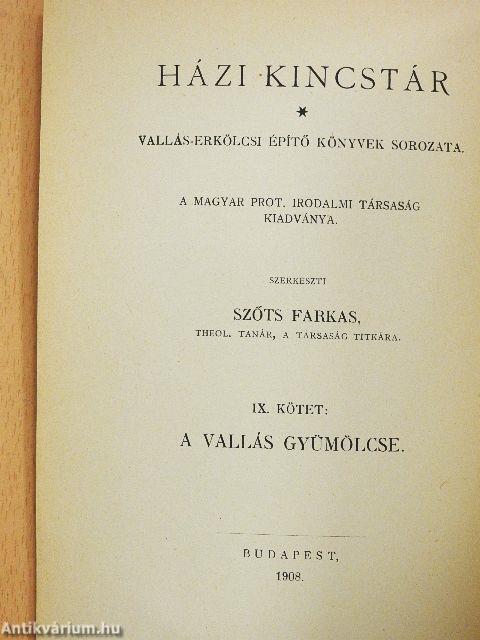 HÁZI KINCSTÁR
★
VALLÁS-ERKÖLCSI ÉPÍTŐ KÖNYVEK SOROZATA.
A MAGYAR PROT. IRODALMI TÁRSASÁG
KIADVÁNYA.
SZERKESZTI
SZŐTS FARKAS,
THEOL. TANÁR, A TÁRSASÁG TITKÁRA.
IX. KÖTET:
A VALLÁS GYÜMÖLCSE.
BUDAPEST,
1908.
Antikvárium.hu